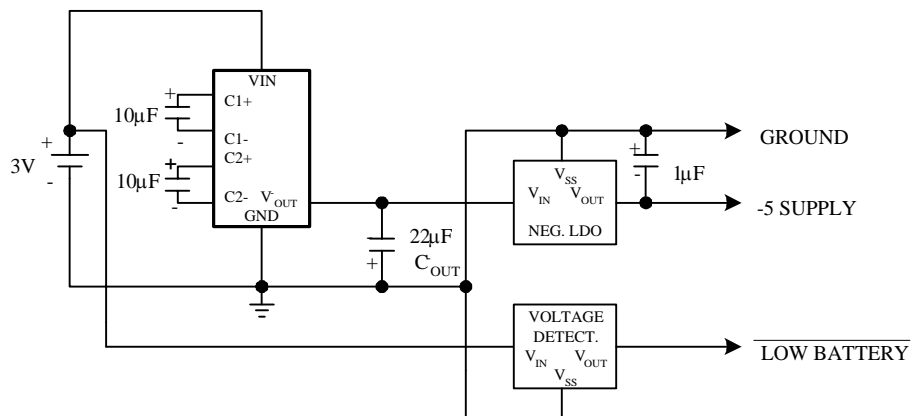 VIN
+
C1+
10µF
C1-
-
+
C2+
+
3V
10µF
-
C2-
V-OUT
-
GND
GROUND
+
-
1µF
VSS
VIN
VOUT
NEG. LDO
-5 SUPPLY
-
22µF
+
C-OUT
VOLTAGE
DETECT.
VIN
VOUT
VSS
LOW BATTERY